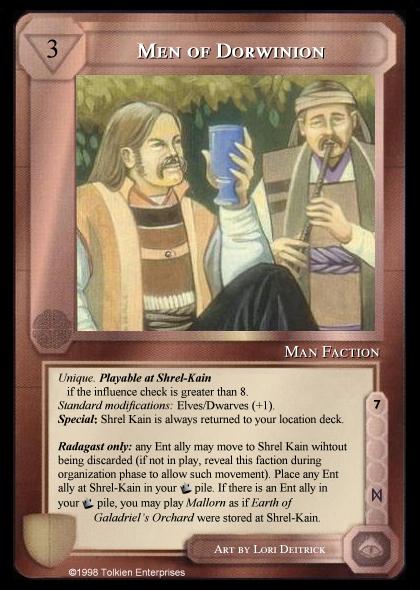 3
MEN OF DORWINION
MAN FACTION
Unique. Playable at Shrel-Kain
if the influence check is greater than 8.
Standard modifications: Elves/Dwarves (+1).
Special; Shrel Kain is always returned to your location deck.
Radagast only: any Ent ally may move to Shrel Kain wihtout
being discarded (if not in play, reveal this faction during
organization phase to allow such movement). Place any Ent
ally at Shrel-Kain in your pile. If there is an Ent ally in
your pile, you may play Mallorn as if Earth of
Galadriel's Orchard were stored at Shrel-Kain.
7
ART BY LORI DEITRICK
©1998 Tolkien Enterprises